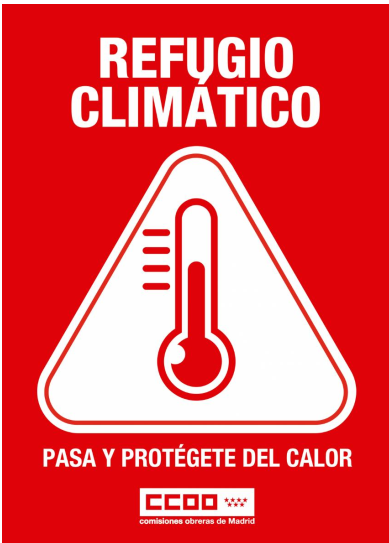 REFUGIO
CLIMÁTICO
PASA Y PROTÉGETE DEL CALOR
CCOO
comisiones obreras de Madrid